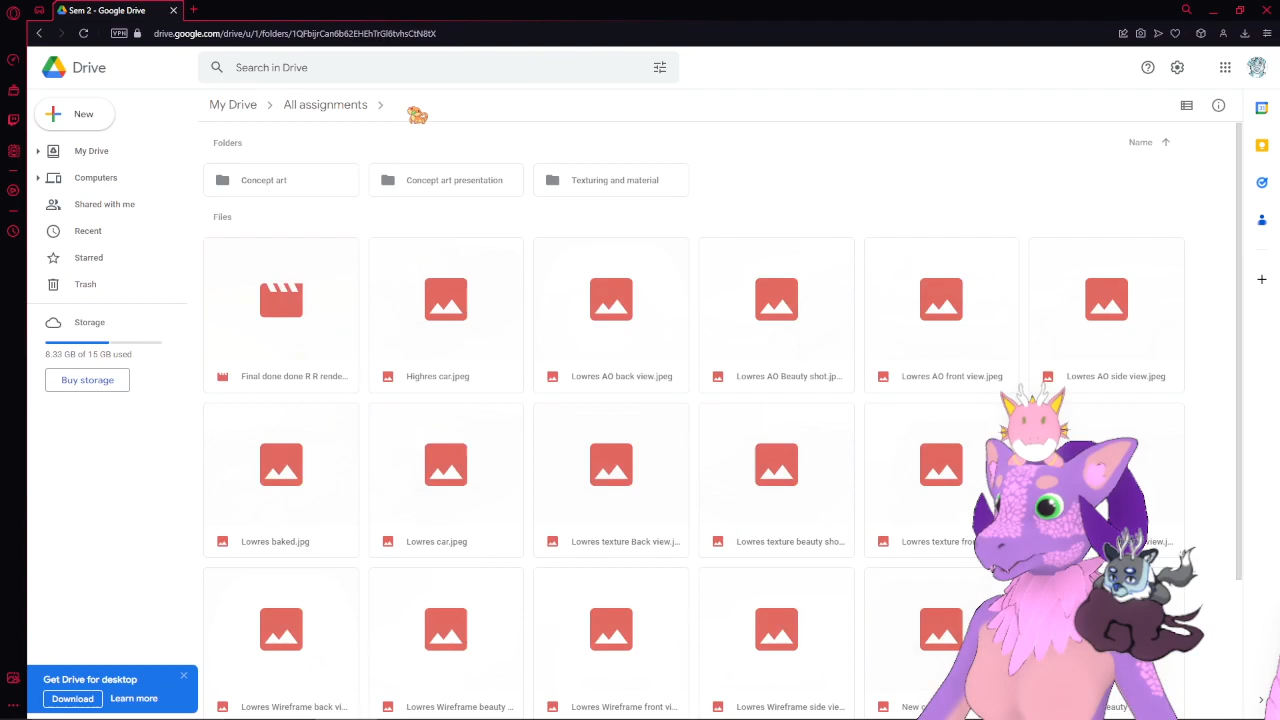 Sem 2 - Google Drive
VPN
drive.google.com/drive/u/1/folders/1QFbijrCan6b62EHEhTrGl6tvhsCtN8tX
Drive
Search in Drive
New
My Drive
All assignments
My Drive
Computers
Shared with me
Recent
Starred
Trash
Storage
8.33 GB of 15 GB used
Buy storage
Folders
Name
Concept art
Concept art presentation
Texturing and material
Files
Final done done R R rende...
Highres car.jpeg
Lowres AO back view.jpeg
Lowres AO Beauty shot.jp...
Lowres AO front view.jpeg
Lowres AO side view.jpeg
Lowres baked.jpg
Lowres car.jpeg
Lowres texture Back view.j...
Lowres texture beauty sho...
Lowres texture
view.j...
Lowres Wireframe back vi...
Lowres Wireframe beauty ...
Lowres Wireframe front vi...
Lowres Wireframe side vie...
New
Get Drive for desktop
Download
Learn more